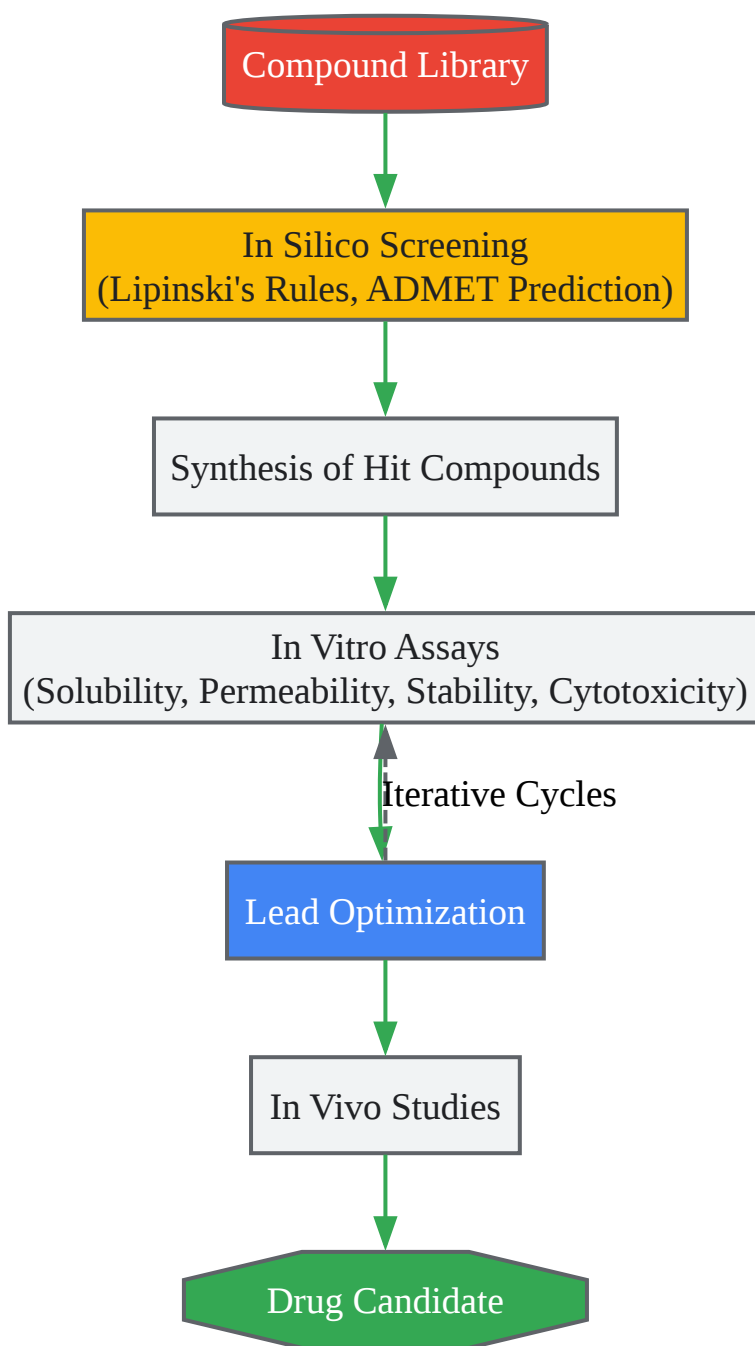 Compound Library
In Silico Screening
(Lipinski's Rules, ADMET Prediction)
Synthesis of Hit Compounds
In Vitro Assays
(Solubility, Permeability, Stability, Cytotoxicity)
Iterative Cycles
Lead Optimization
In Vivo Studies
Drug Candidate